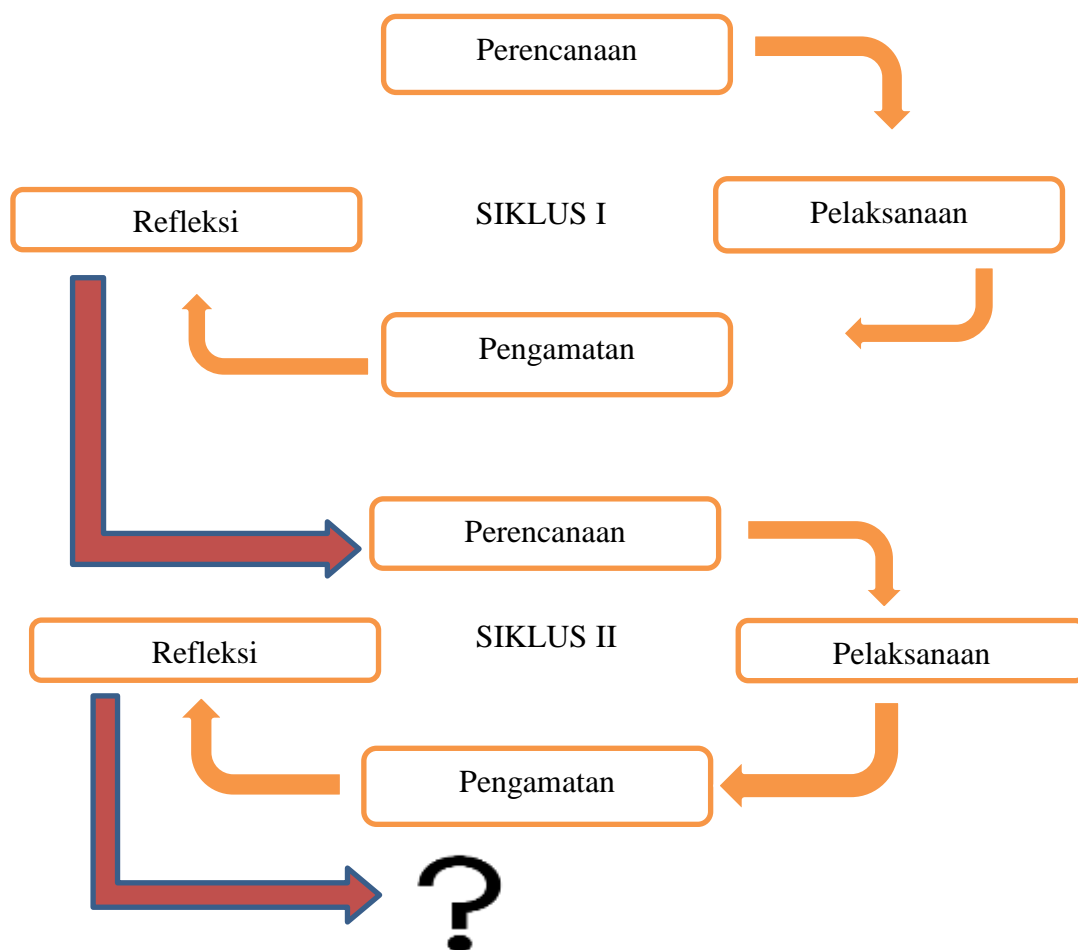 Perencanaan
Refleksi
SIKLUS I
Pelaksanaan
Pengamatan
Perencanaan
Refleksi
SIKLUS II
Pelaksanaan
Pengamatan
?